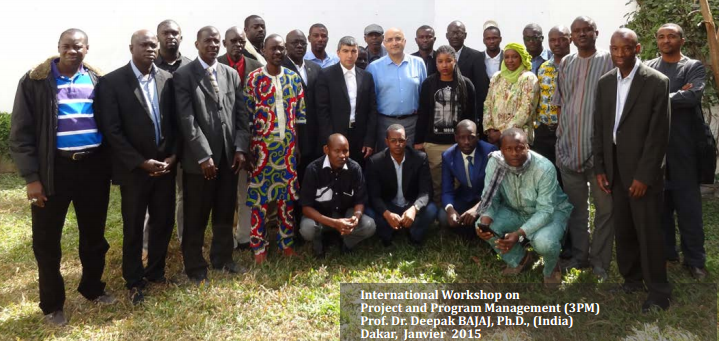 International Workshop on
Project and Program Management (3PM)
Prof. Dr. Deepak BAJAJ, Ph.D., (India)
Dakar, Janvier 2015